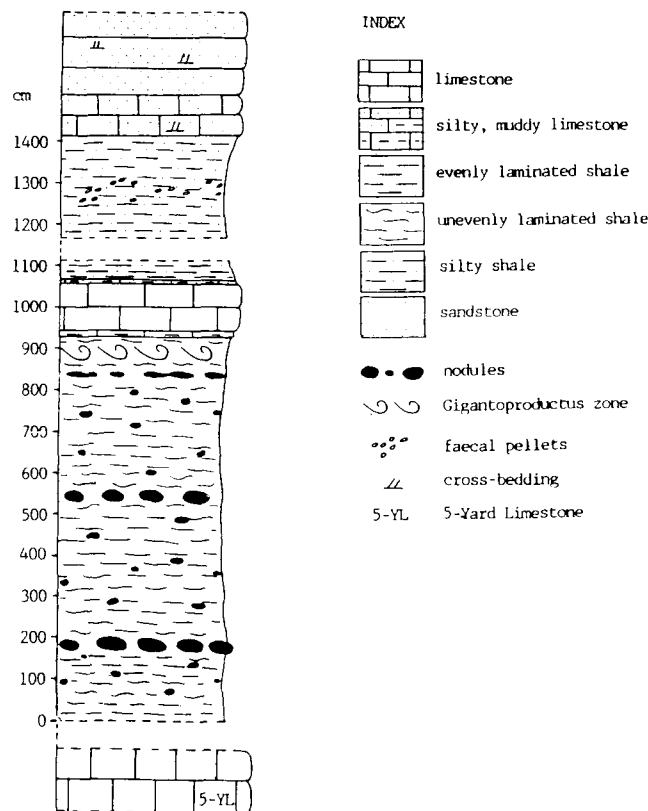 cm
1400
1300
1200
1100
1000
900
800
700
600
500
400
300
200
100
0
5-YL
INDEX
limestone
silty, muddy limestone
evenly laminated shale
unevenly laminated shale
silty shale
sandstone
nodules
Gigantoproductus zone
faecal pellets
cross-bedding
5-YL 5-Yard Limestone